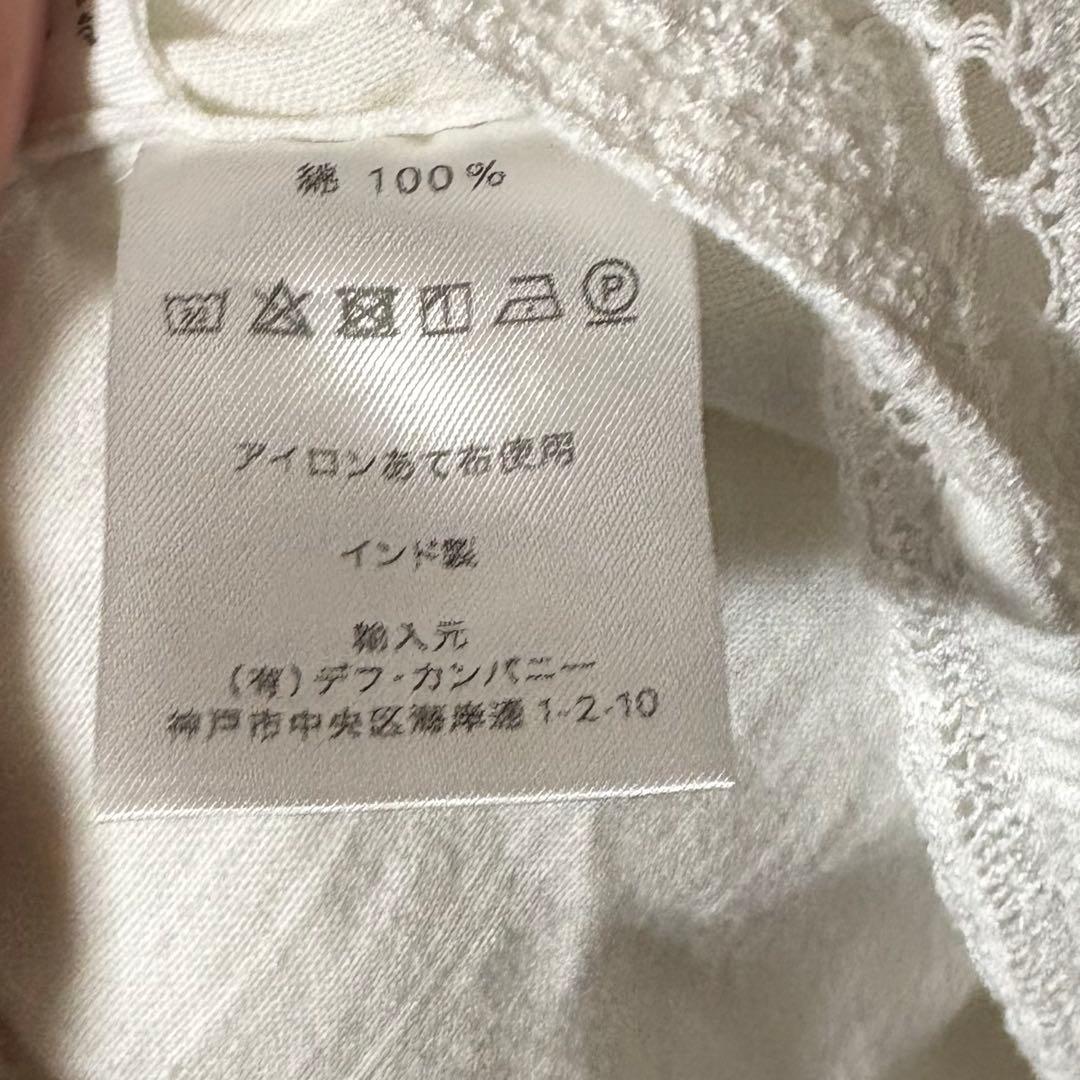 綿 100%
P
アイロンあて布使用
インド製
輸入元
(有)デフ・カンパニー
神戸市中央区海岸通1-2-10